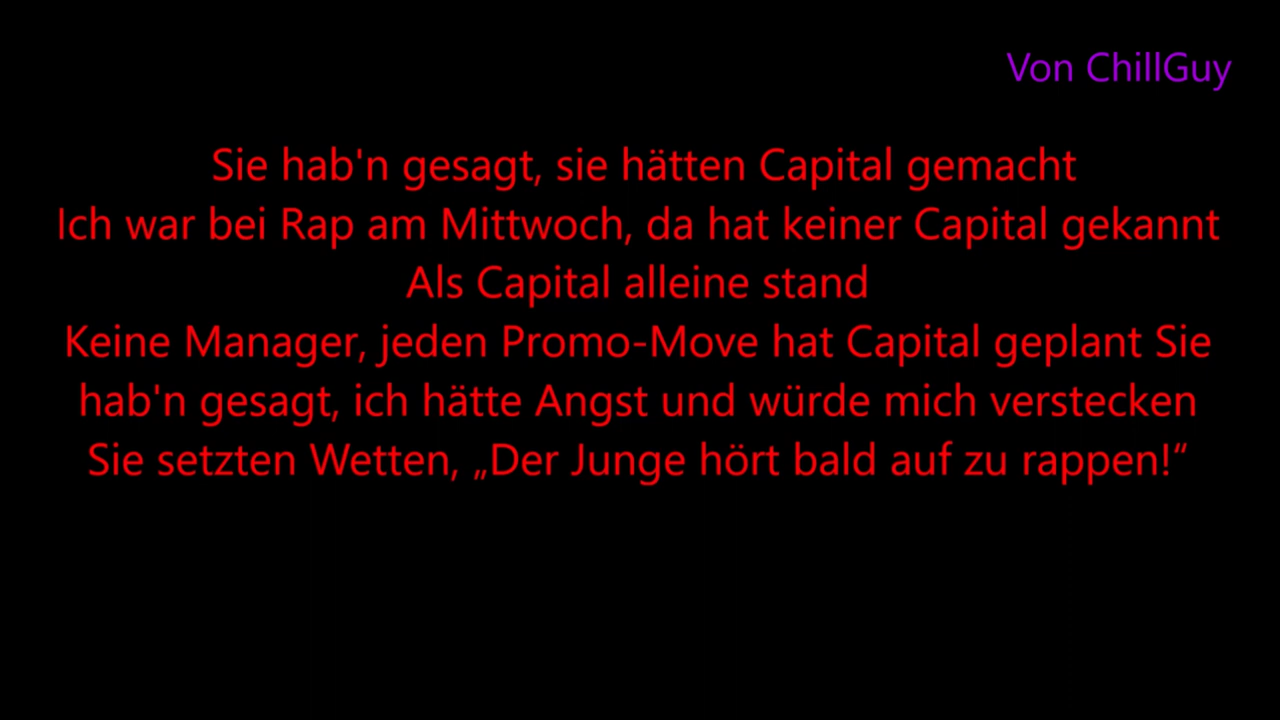 Von ChillGuy
Sie hab'n gesagt, sie hätten Capital gemacht
Ich war bei Rap am Mittwoch, da hat keiner Capital gekannt
Als Capital alleine stand
Keine Manager, jeden Promo-Move hat Capital geplant Sie
hab'n gesagt, ich hätte Angst und würde mich verstecken
Sie setzten Wetten, „Der Junge hört bald auf zu rappen!“